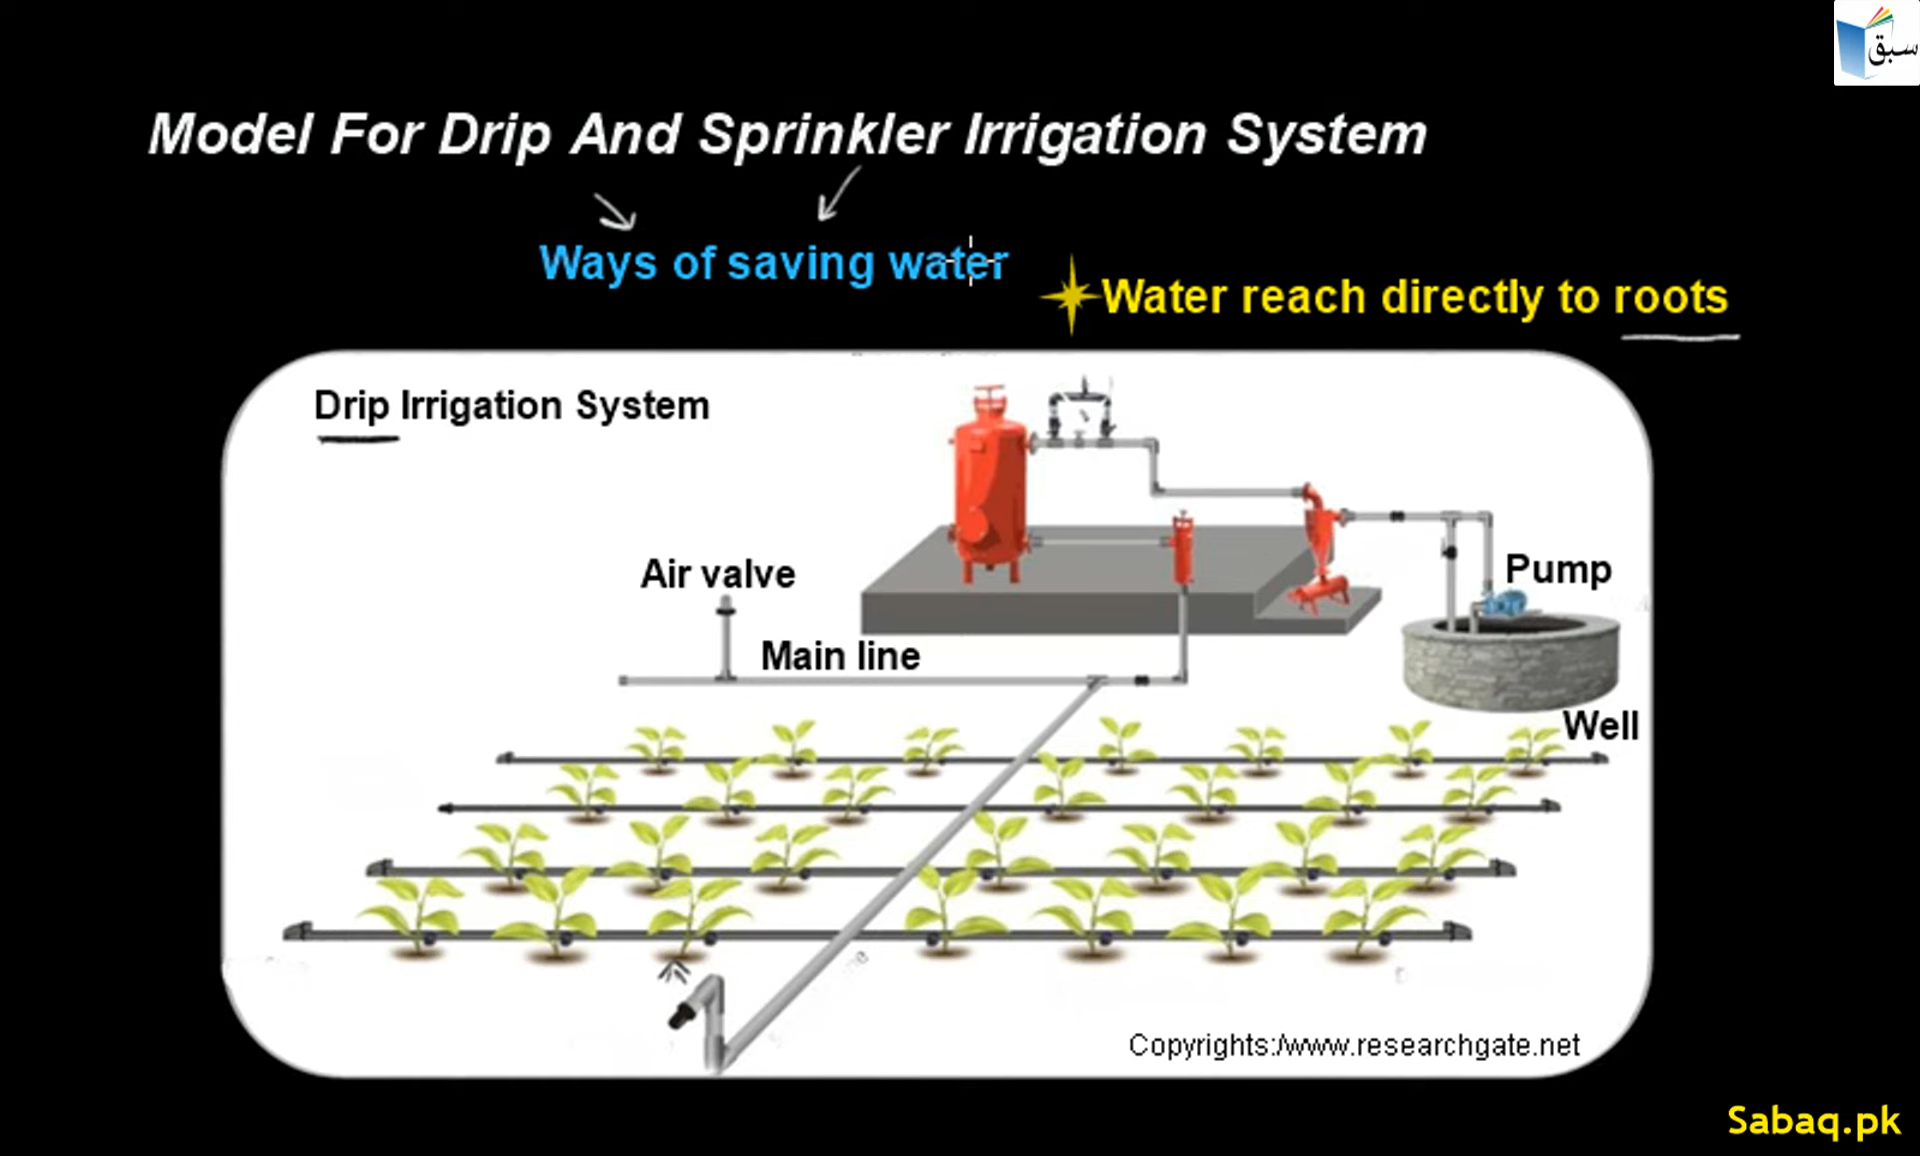 سبق
Model For Drip And Sprinkler Irrigation System
Ways of saving water
Water reach directly to roots
Drip Irrigation System
Air valve
Pump
Main line
Well
Copyrights:/www.researchgate.net
Sabaq.pk